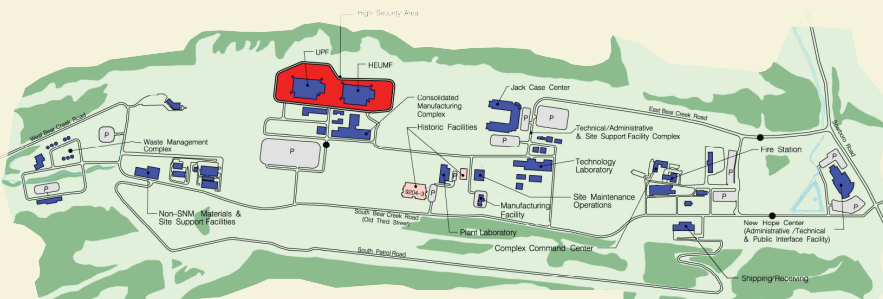 High Security Area
UPF
HEUMF
Consolidated
Manufacturing
Complex
Historic Facilities
Jack Case Center
P
East Bear Creek Road
Technical/Administrative
& Site Support Facility Complex
P
P
P
West Bear Creek Road
P
Waste Management
Complex
P
P
Technology
Laboratory
Fire Station
P
Scarboro Road
P
9204-3
P
P
Site Maintenance
Operations
P
P
Manufacturing
Facility
Non-SNM Materials &
Site Support Facilities
South Bear Creek Road
(Old Third Street)
Plant Laboratory
Complex Command Center
New Hope Center
(Administrative /Technical
& Public Interface Facility)
South Patrol Road
Shipping/Receiving